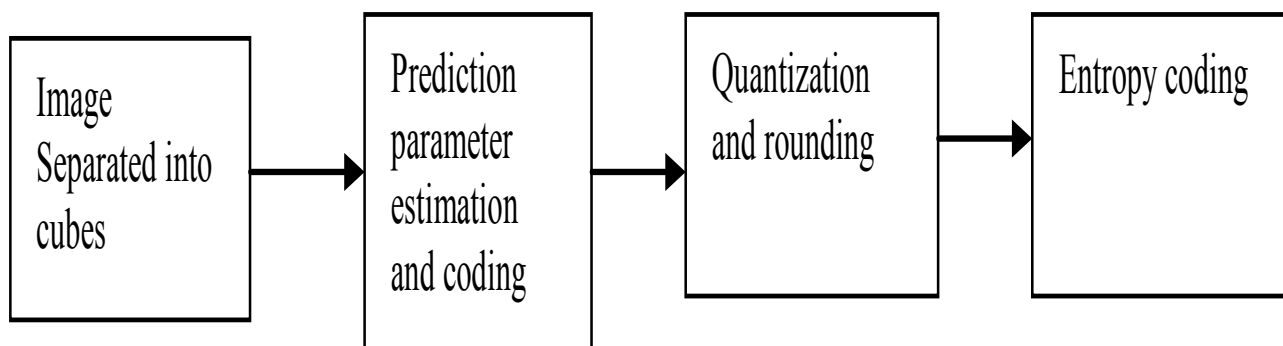 Image
Separated into
cubes
Prediction
parameter
estimation
and coding
Quantization
and rounding
Entropy coding